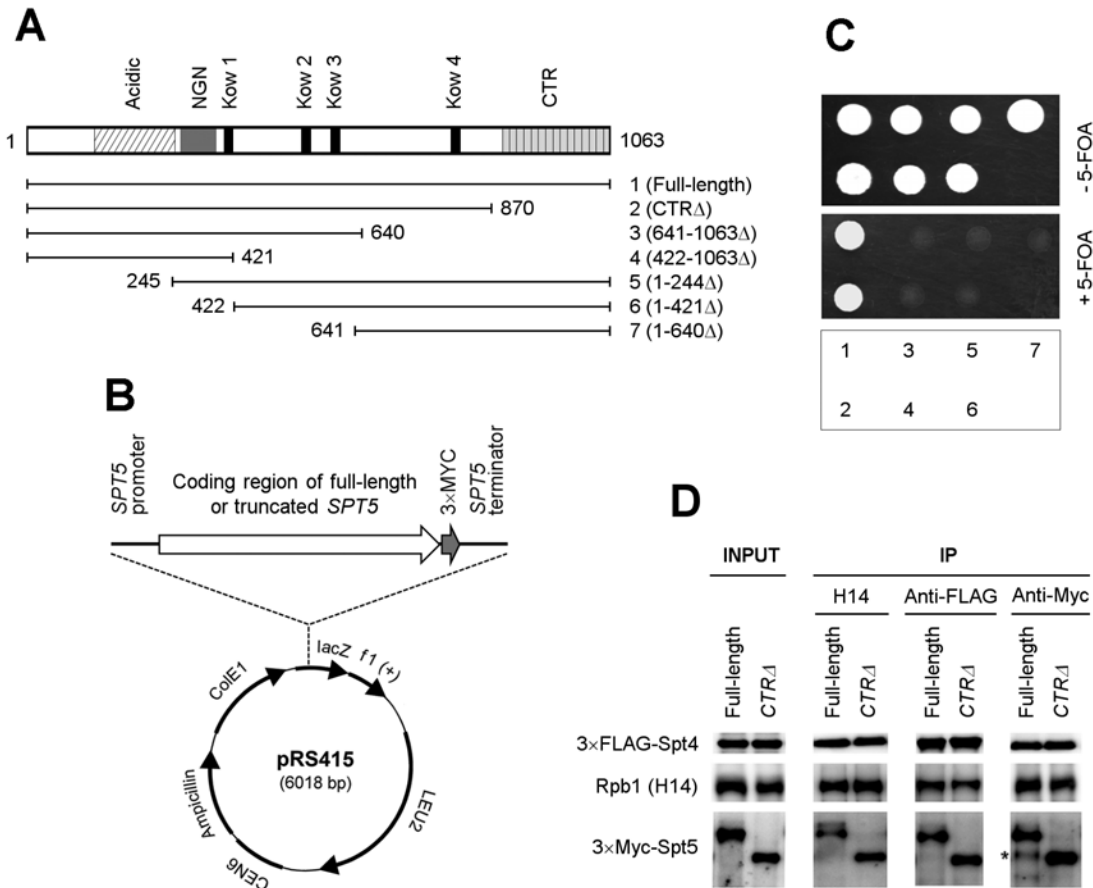 A
Acidic
NGN
Kow 1
Kow 2
Kow 3
Kow 4
CTR
1
1063
1 (Full-length)
870
2 (CTRΔ)
640
3 (641-1063Δ)
421
4 (422-1063Δ)
245
5 (1-244Δ)
422
6 (1-421Δ)
641
7 (1-640Δ)
B
SPT5
promoter
Coding region of full-length
or truncated SPT5
3×MYC
SPT5
terminator
lacZ
f1 (+)
ColE1
pRS415
(6018 bp)
Ampicillin
LEU2
CEN6
C
- 5-FOA
+ 5-FOA
1 3 5 7
2 4 6
D
INPUT
IP
H14
Anti-FLAG
Anti-Myc
Full-length
CTRΔ
Full-length
CTRΔ
Full-length
CTRΔ
Full-length
CTRΔ
3×FLAG-Spt4
Rpb1 (H14)
3×Myc-Spt5
*